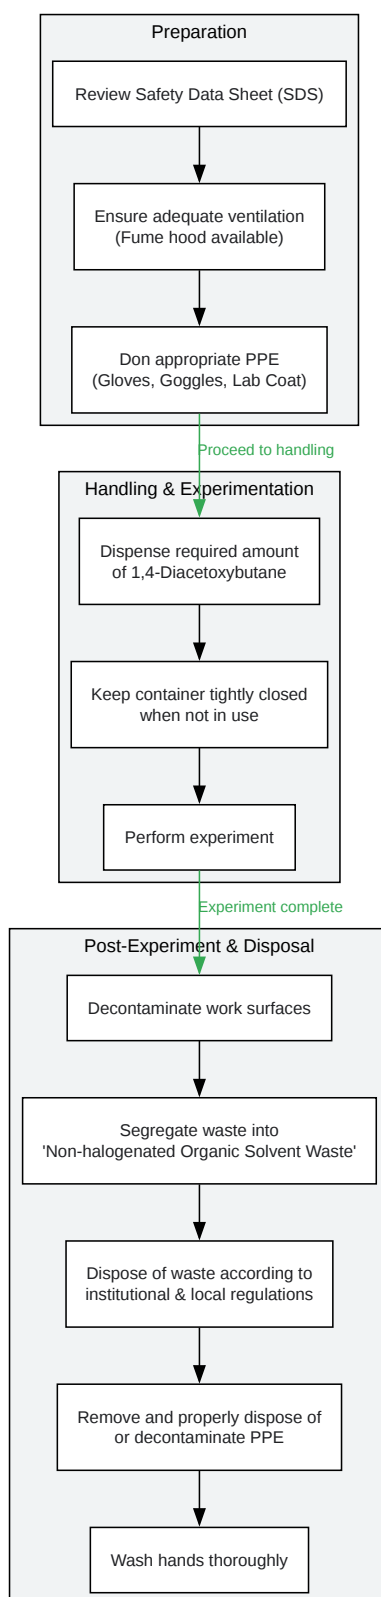 Preparation
Review Safety Data Sheet (SDS)
Ensure adequate ventilation
(Fume hood available)
Don appropriate PPE
(Gloves, Goggles, Lab Coat)
Proceed to handling
Handling & Experimentation
Dispense required amount
of 1,4-Diacetoxybutane
Keep container tightly closed
when not in use
Perform experiment
Experiment complete
Post-Experiment & Disposal
Decontaminate work surfaces
Segregate waste into
'Non-halogenated Organic Solvent Waste'
Dispose of waste according to
institutional & local regulations
Remove and properly dispose of
or decontaminate PPE
Wash hands thoroughly